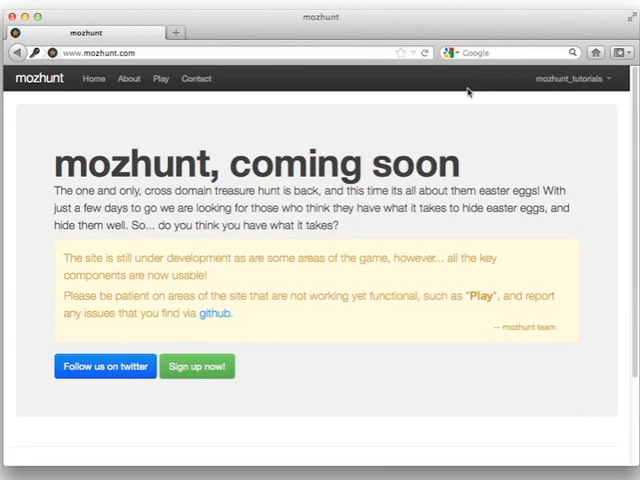 mozhunt
mozhunt
www.mozhunt.com
Google
mozhunt Home About Play Contact mozhunt_tutorials
mozhunt, coming soon
The one and only, cross domain treasure hunt is back, and this time its all about them easter eggs! With
just a few days to go we are looking for those who think they have what it takes to hide easter eggs, and
hide them well. So... do you think you have what it takes?
The site is still under development as are some areas of the game, however... all the key
components are now usable!
Please be patient on areas of the site that are not working yet functional, such as "Play", and report
any issues that you find via github.
-- mozhunt team
Follow us on twitter Sign up now!